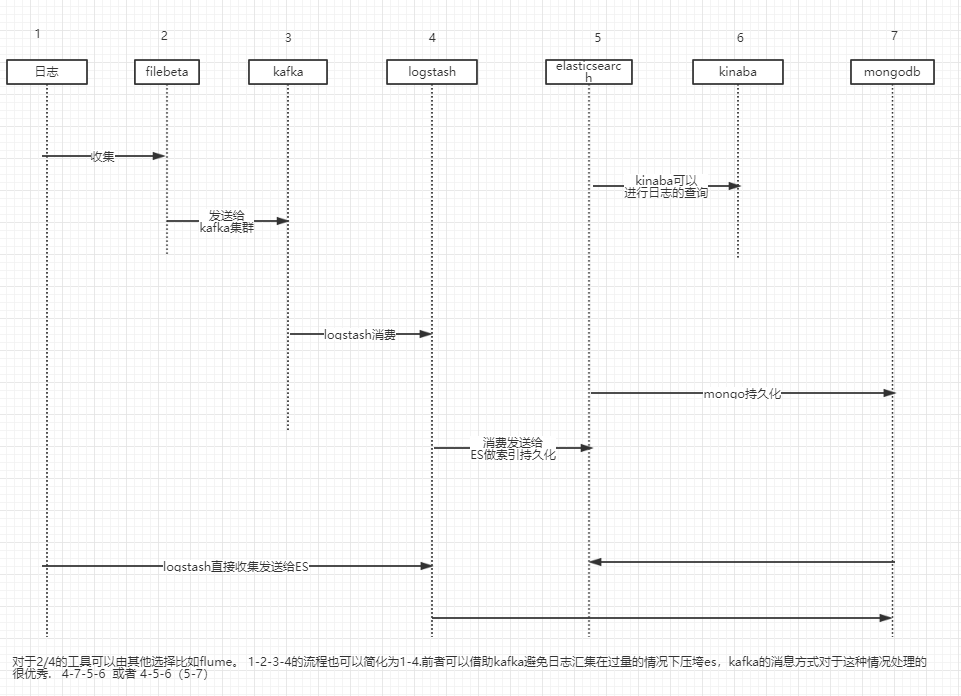 1
2
3
4
5
6
7
日志
filebeta
kafka
logstash
elasticsearc
h
kinaba
mongodb
收集
kinaba可以
进行日志的查询
发送给
kafka集群
logstash消费
mongo持久化
消费发送给
ES做索引持久化
logstash直接收集发送给ES
对于2/4的工具可以由其他选择比如flume。 1-2-3-4的流程也可以简化为1-4.前者可以借助kafka避免日志汇集在过量的情况下压垮es，kafka的消息方式对于这种情况处理的
很优秀. 4-7-5-6 或者 4-5-6（5-7）